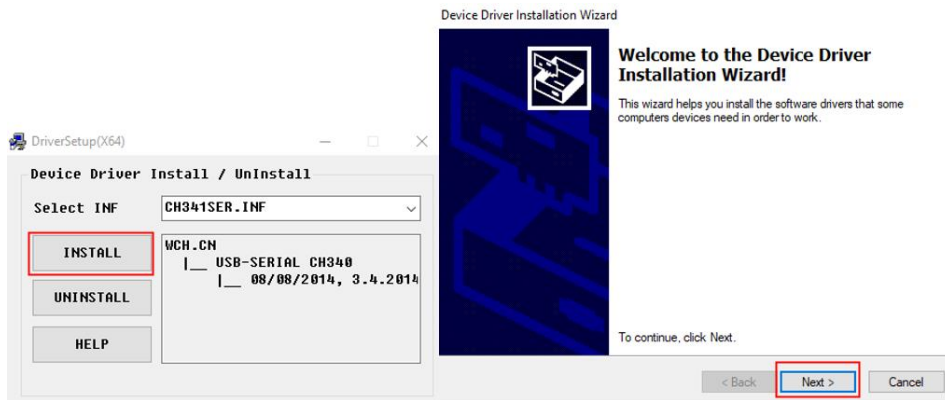 Device Driver Installation Wizard
Welcome to the Device Driver
Installation Wizard!
This wizard helps you install the software drivers that some
computers devices need in order to work.
To continue, click Next.
< Back
Next >
Cancel
DriverSetup(X64)
Device Driver Install / UnInstall
Select INF
CH341SER.INF
INSTALL
UNINSTALL
HELP
WCH.CN
|__ USB-SERIAL CH340
|__ 08/08/2014, 3.4.2014